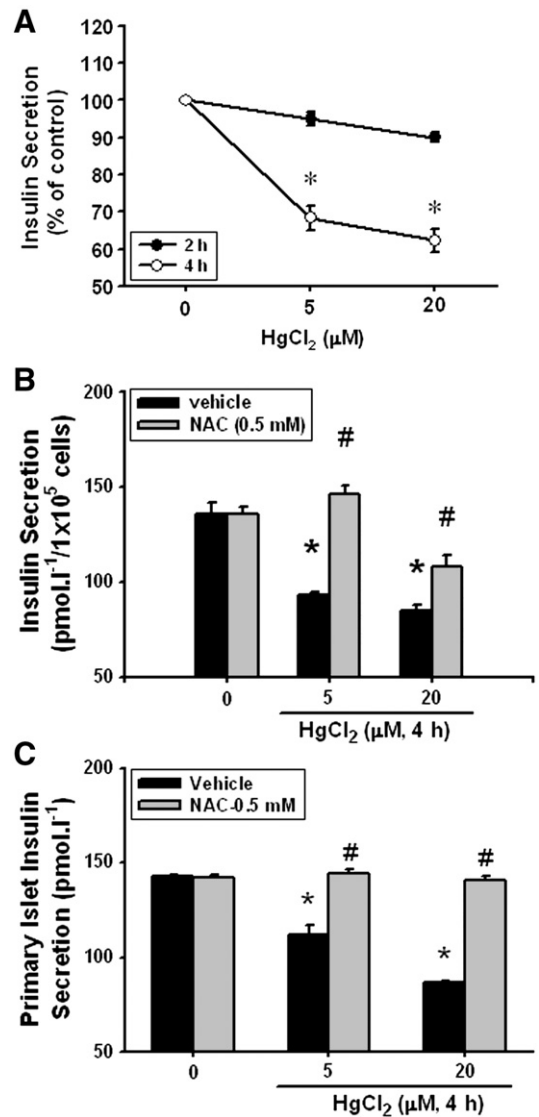 A
Insulin Secretion
(% of control)
120
110
100
90
80
70
60
50
*
*
2 h
4 h
0
5
20
HgCl₂ (μM)
B
Insulin Secretion
(pmol.l⁻¹/1x10⁵ cells)
200
150
100
50
vehicle
NAC (0.5 mM)
*
#
*
#
0
5
20
HgCl₂ (μM, 4 h)
C
Primary Islet Insulin
Secretion (pmol.l⁻¹)
200
150
100
50
Vehicle
NAC-0.5 mM
*
#
*
#
0
5
20
HgCl₂ (μM, 4 h)